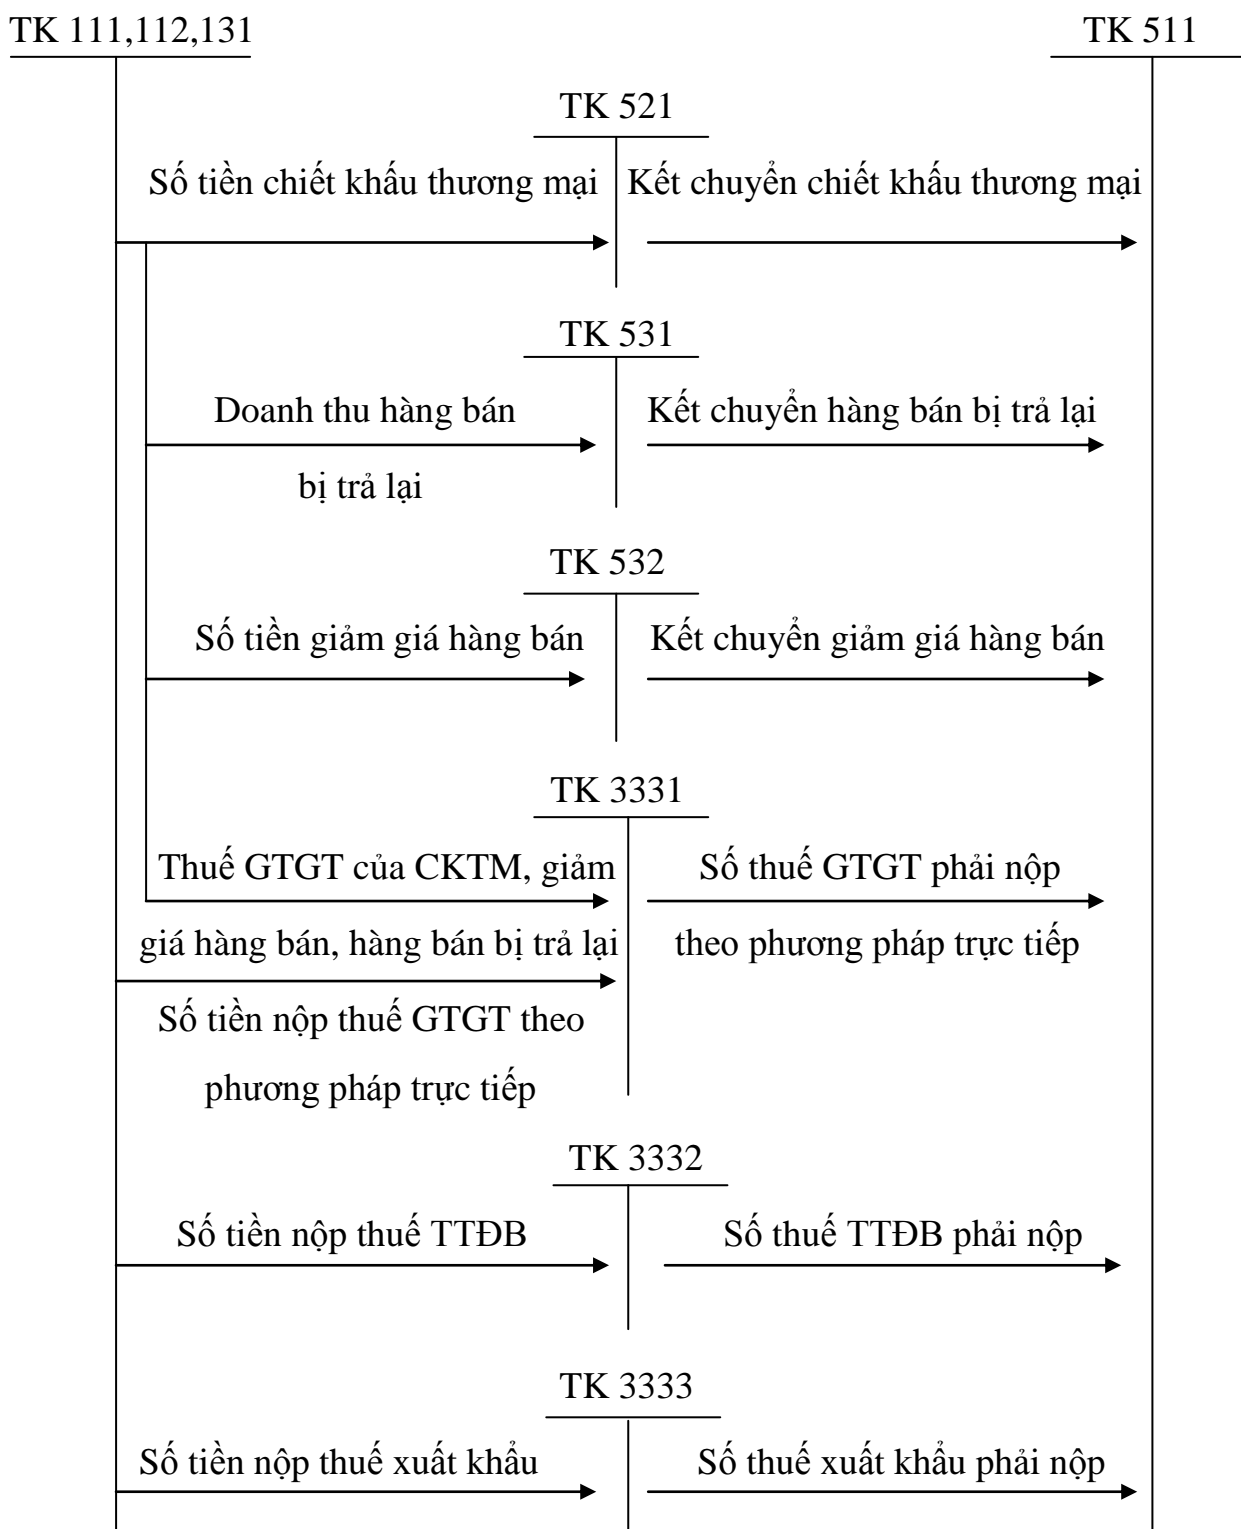 TK 111,112,131
TK 511
TK 521
Số tiền chiết khấu thương mại
Kết chuyển chiết khấu thương mại
TK 531
Doanh thu hàng bán
bị trả lại
Kết chuyển hàng bán bị trả lại
TK 532
Số tiền giảm giá hàng bán
Kết chuyển giảm giá hàng bán
TK 3331
Thuế GTGT của CKTM, giảm
giá hàng bán, hàng bán bị trả lại
Số thuế GTGT phải nộp
theo phương pháp trực tiếp
Số tiền nộp thuế GTGT theo
phương pháp trực tiếp
TK 3332
Số tiền nộp thuế TTĐB
Số thuế TTĐB phải nộp
TK 3333
Số tiền nộp thuế xuất khẩu
Số thuế xuất khẩu phải nộp